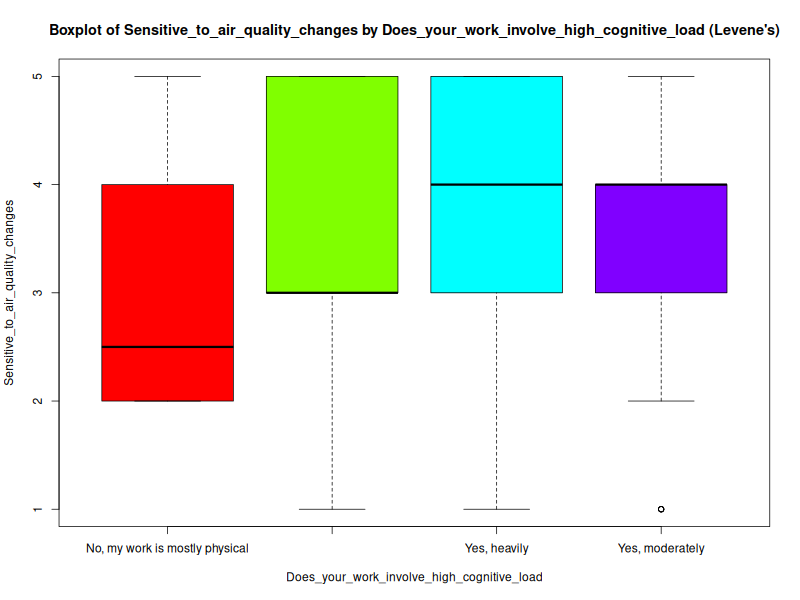 Boxplot of Sensitive_to_air_quality_changes by Does_your_work_involve_high_cognitive_load (Levene's)
Sensitive_to_air_quality_changes
5
4
3
2
1
No, my work is mostly physical
Yes, heavily
Yes, moderately
Does_your_work_involve_high_cognitive_load